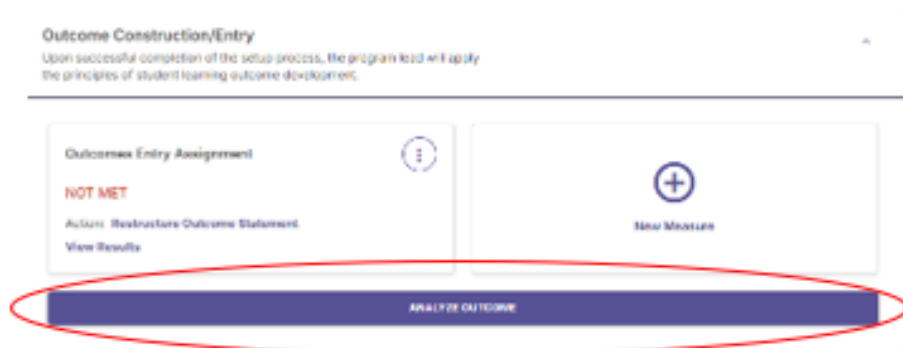 Outcome Construction/Entry
Upon successful completion of the setup process, the program lead will apply
the principles of student learning outcome development.
Outcomes Entry Assignment
NOT MET
Action: Restructure Outcome Statement
View Results
New Measure
ANALYZE OUTCOME